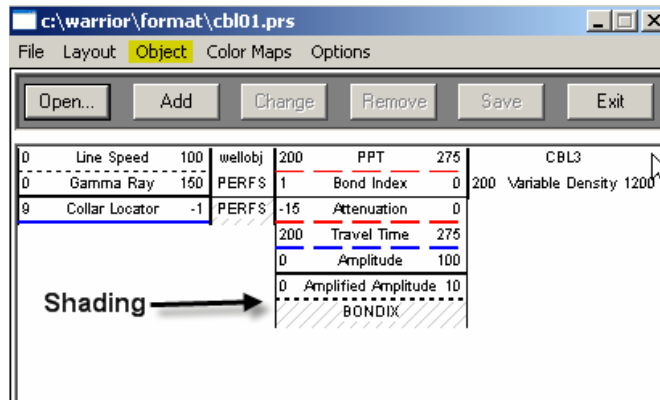 c:\warrior\format\cbl01.prs
File Layout Object Color Maps Options
Open... Add Change Remove Save Exit
0 Line Speed 100 wellobj 200 PPT 275 CBL3
0 Gamma Ray 150 PERFS 1 Bond Index 0 200 Variable Density 1200
9 Collar Locator -1 PERFS -15 Attenuation 0
200 Travel Time 275
0 Amplitude 100
0 Amplified Amplitude 10
Shading BONDIX